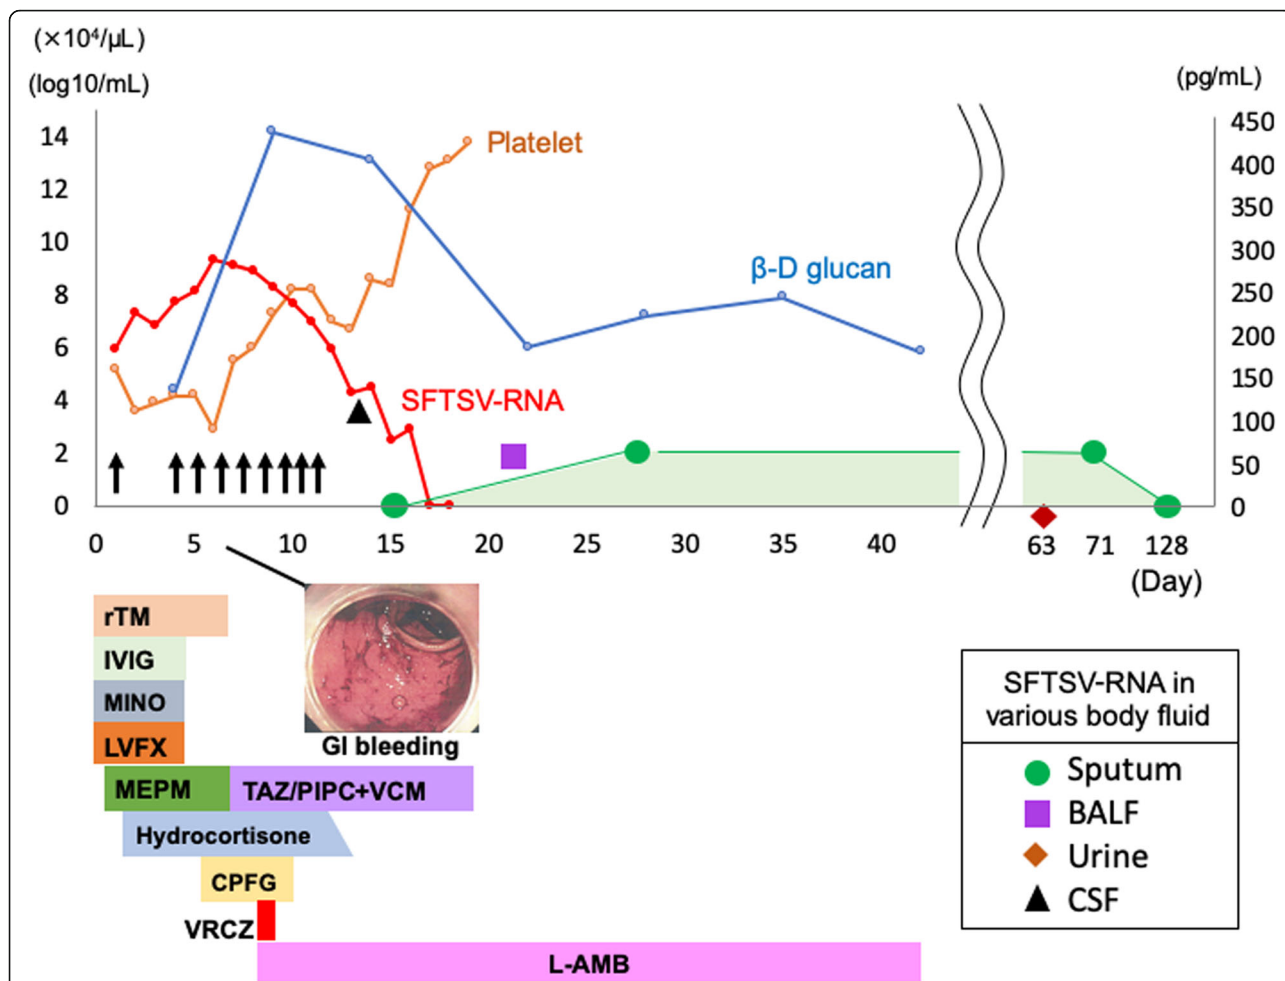 (×10⁴/μL)
(log10/mL)
(pg/mL)
14
12
10
8
6
4
2
0
450
400
350
300
250
200
150
100
50
0
Platelet
β-D glucan
SFTSV-RNA
0 5 10 15 20 25 30 35 40 63 71 128
(Day)
rTM
IVIG
MINO
LVFX
MEPM TAZ/PIPC+VCM
Hydrocortisone
CPFG
VRCZ
L-AMB
GI bleeding
SFTSV-RNA in
various body fluid
Sputum
BALF
Urine
CSF